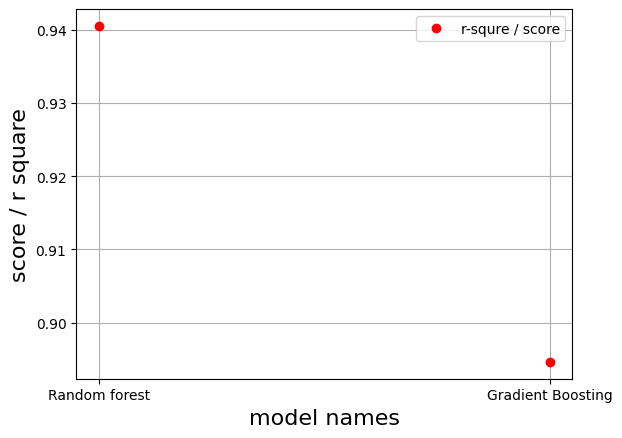 r-squre / score
score / r square
0.94
0.93
0.92
0.91
0.90
Random forest
Gradient Boosting
model names